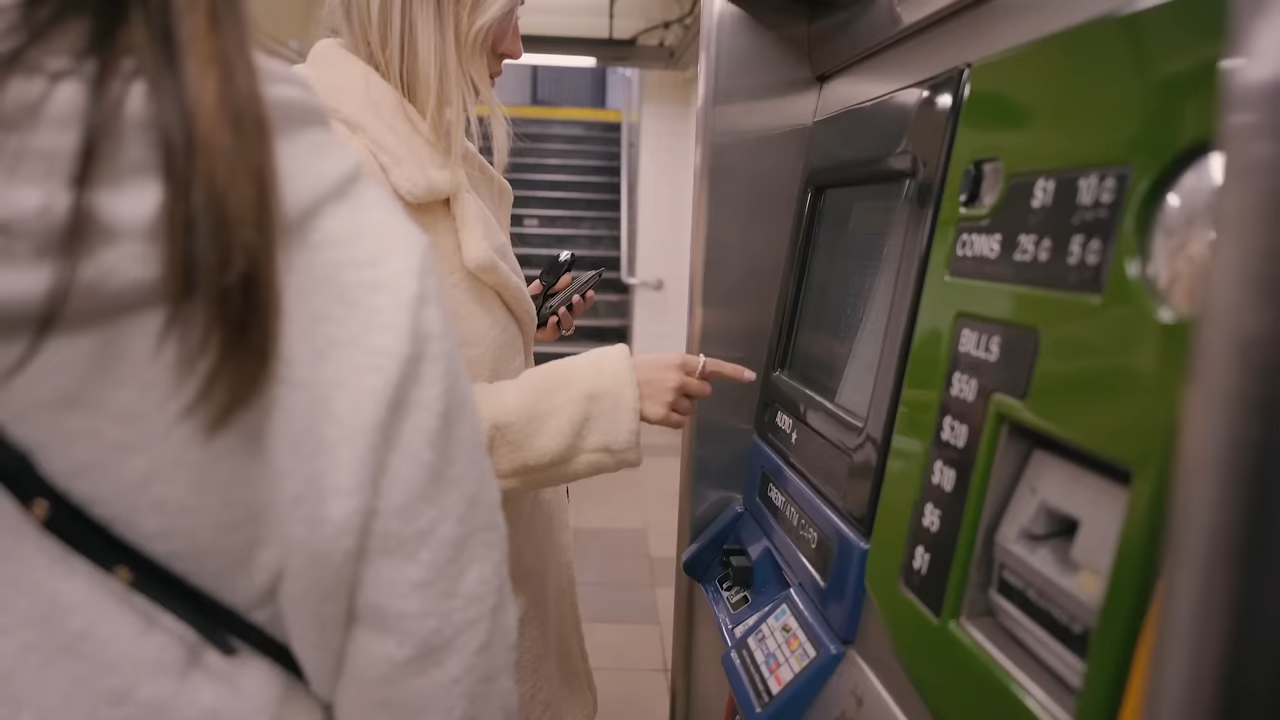 $1 10¢
COINS 25¢ 5¢
BILLS
$50
$20
$10
$5
$1
AUDIO
CREDIT/ATM CARD